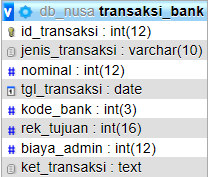 db_nusa transaksi_bank
id_transaksi : int(12)
jenis_transaksi : varchar(10)
nominal : int(12)
tgl_transaksi : date
kode_bank : int(3)
rek_tujuan : int(16)
biaya_admin : int(12)
ket_transaksi : text